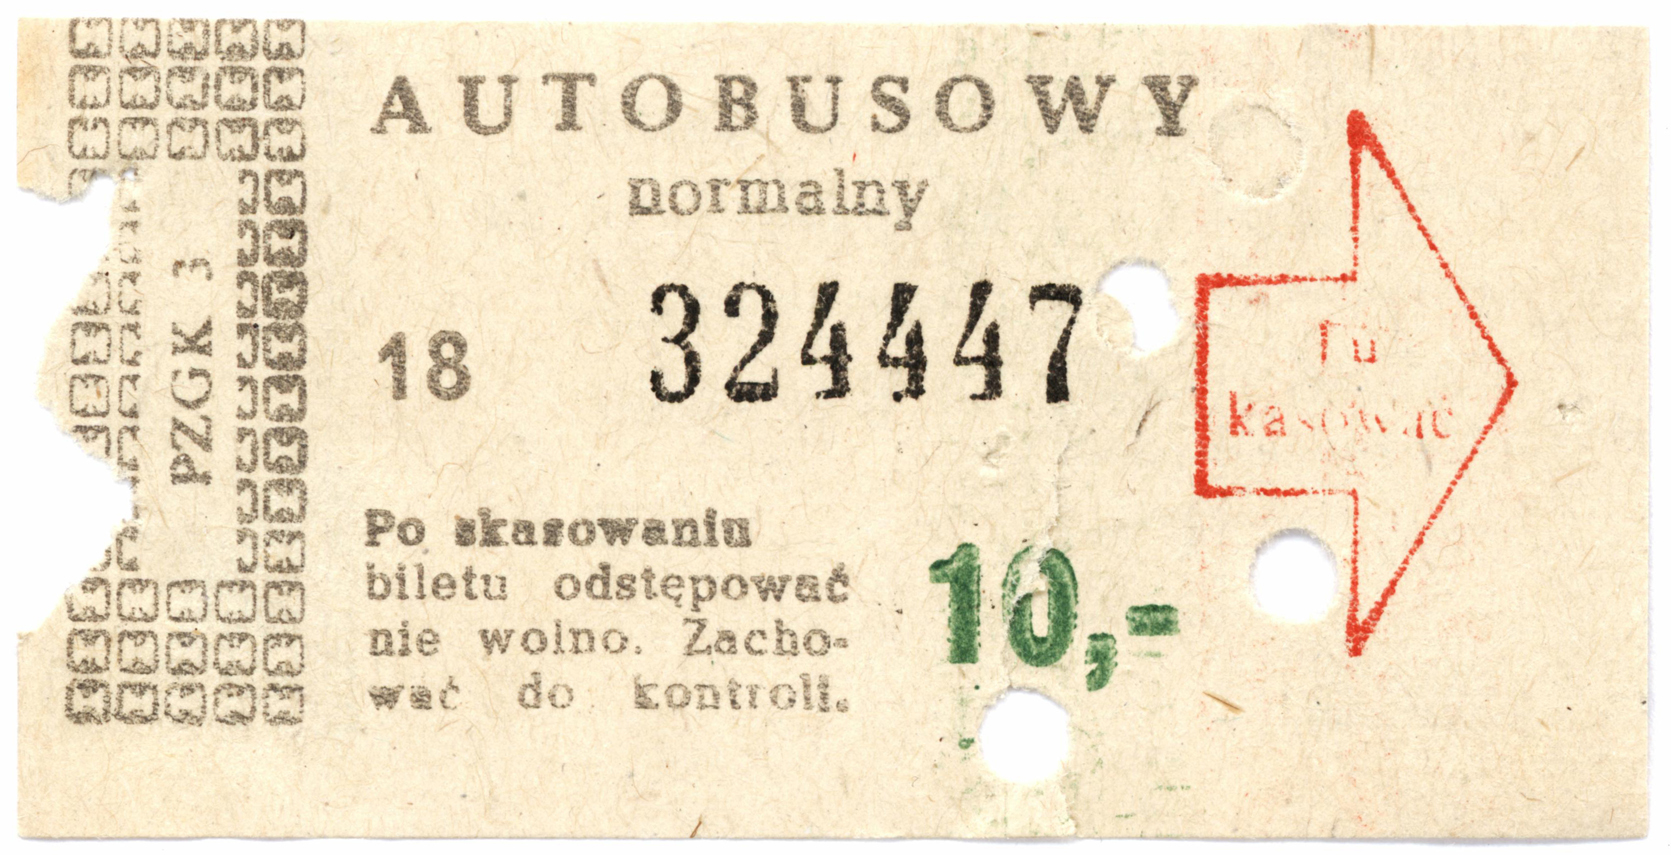 AUTOBUSOWY
normalny
PZGK 3
18
324447
Tu
kasować
Po skasowaniu
biletu odstępować
nie wolno. Zacho-
wać do kontroli.
10,-